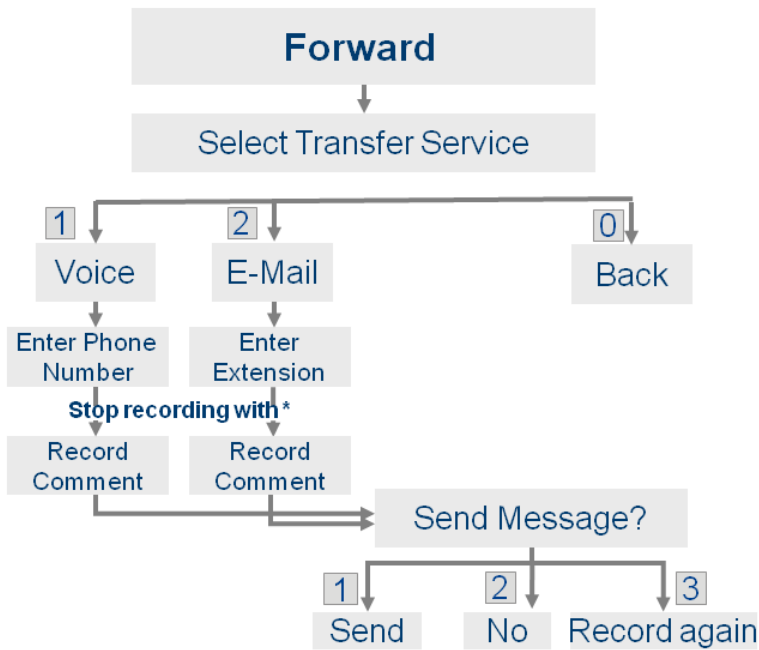 Forward
Select Transfer Service
1
2
0
Voice
E-Mail
Back
Enter Phone
Number
Enter
Extension
Stop recording with *
Record
Comment
Record
Comment
Send Message?
1
2
3
Send
No
Record again